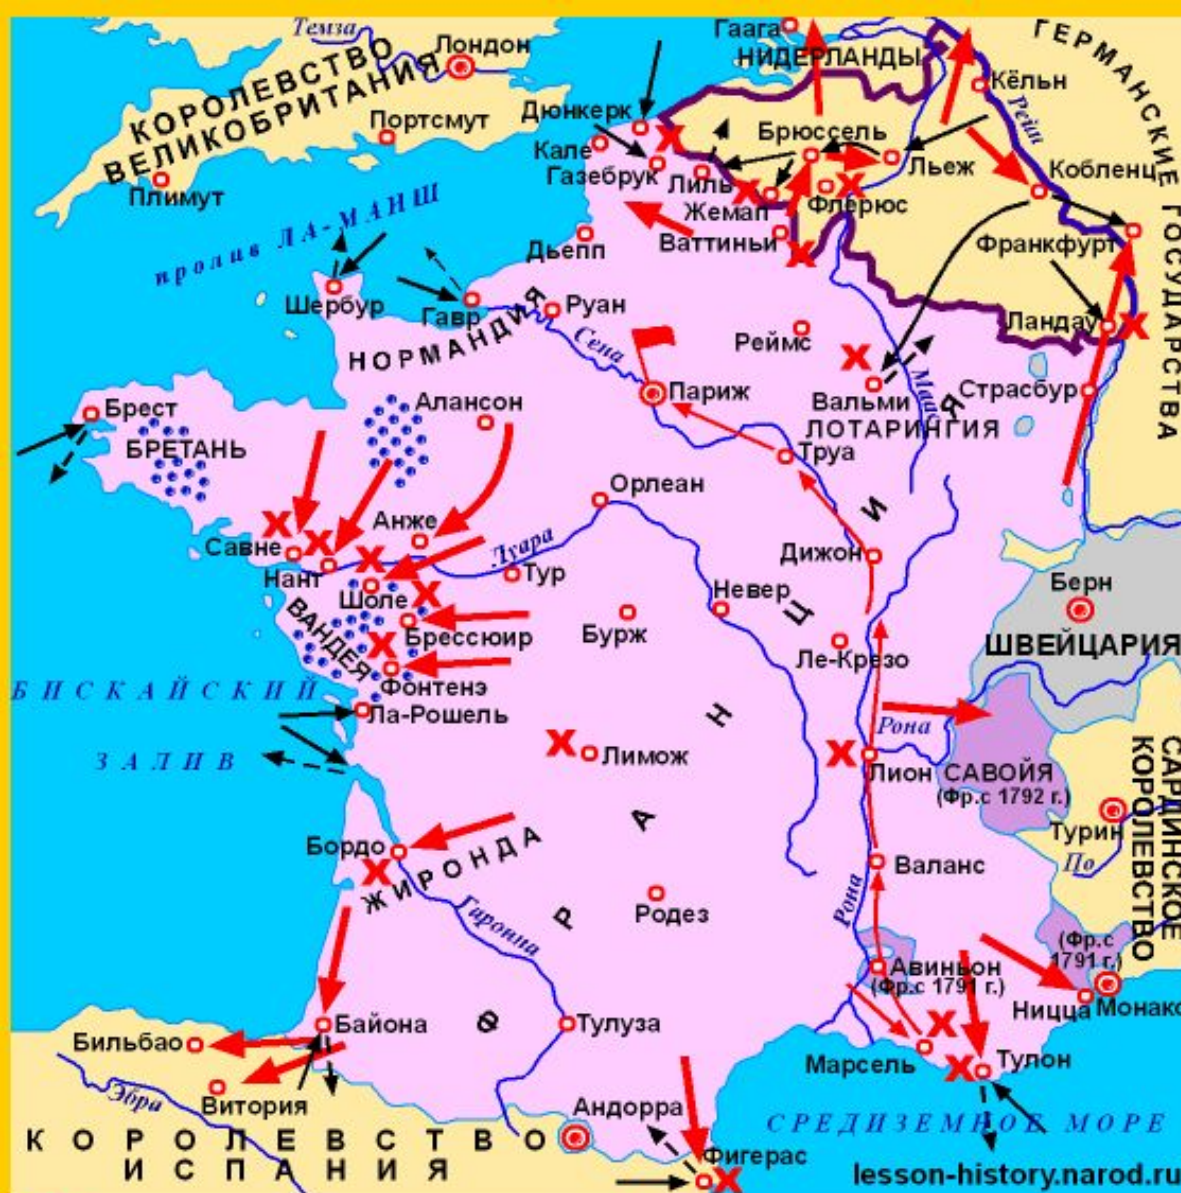 Темза
Лондон
КОРОЛЕВСТВО
ВЕЛИКОБРИТАНИЯ
Портсмут
Плимут
пролив ЛА-МАНШ
Гаага
НИДЕРЛАНДЫ
ГЕРМАНСКИЕ ГОСУДАРСТВА
Кёльн
Рейн
Дюнкерк
Кале
Газебрук
Лиль
Брюссель
Льеж
Кобленц
Жемап
Флёрюс
Ваттиньи
Франкфурт
Дьепп
Шербур
Гавр
Руан
НОРМАНДИЯ
Сена
Реймс
Ландау
Париж
Вальми
Маас
Страсбур
ЛОТАРИНГИЯ
Брест
БРЕТАНЬ
Алансон
Труа
Орлеан
Анже
Савне
Нант
Луара
Тур
Дижон
Шоле
ВАНДЕЯ
Брессюир
Невер
Бурж
Ле-Крезо
Берн
ШВЕЙЦАРИЯ
Фонтенэ
БИСКАЙСКИЙ
ЗАЛИВ
Ла-Рошель
Рона
Лимож
Лион
САВОЙЯ
(Фр.с 1792 г.)
САРДИНСКОЕ
КОРОЛЕВСТВО
Турин
По
Бордо
ЖИРОНДА
Гаронна
Валанс
Родез
Рона
ФРАНЦИЯ
Авиньон
(Фр.с 1791 г.)
(Фр.с
1791 г.)
Ницца
Монако
Байона
Тулуза
Марсель
Тулон
Бильбао
Витория
Эбра
Андорра
СРЕДИЗЕМНОЕ МОРЕ
КОРОЛЕВСТВО
ИСПАНИЯ
Фигерас
lesson-history.narod.ru